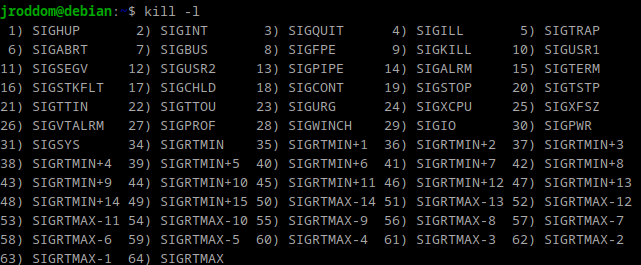 jroddom@debian:~$ kill -l
 1) SIGHUP       2) SIGINT       3) SIGQUIT      4) SIGILL       5) SIGTRAP
 6) SIGABRT      7) SIGBUS       8) SIGFPE       9) SIGKILL     10) SIGUSR1
11) SIGSEGV     12) SIGUSR2     13) SIGPIPE     14) SIGALRM     15) SIGTERM
16) SIGSTKFLT   17) SIGCHLD     18) SIGCONT     19) SIGSTOP     20) SIGTSTP
21) SIGTTIN     22) SIGTTOU     23) SIGURG      24) SIGXCPU     25) SIGXFSZ
26) SIGVTALRM   27) SIGPROF     28) SIGWINCH    29) SIGIO       30) SIGPWR
31) SIGSYS      34) SIGRTMIN    35) SIGRTMIN+1  36) SIGRTMIN+2  37) SIGRTMIN+3
38) SIGRTMIN+4  39) SIGRTMIN+5  40) SIGRTMIN+6  41) SIGRTMIN+7  42) SIGRTMIN+8
43) SIGRTMIN+9  44) SIGRTMIN+10 45) SIGRTMIN+11 46) SIGRTMIN+12 47) SIGRTMIN+13
48) SIGRTMIN+14 49) SIGRTMIN+15 50) SIGRTMAX-14 51) SIGRTMAX-13 52) SIGRTMAX-12
53) SIGRTMAX-11 54) SIGRTMAX-10 55) SIGRTMAX-9  56) SIGRTMAX-8  57) SIGRTMAX-7
58) SIGRTMAX-6  59) SIGRTMAX-5  60) SIGRTMAX-4  61) SIGRTMAX-3  62) SIGRTMAX-2
63) SIGRTMAX-1  64) SIGRTMAX